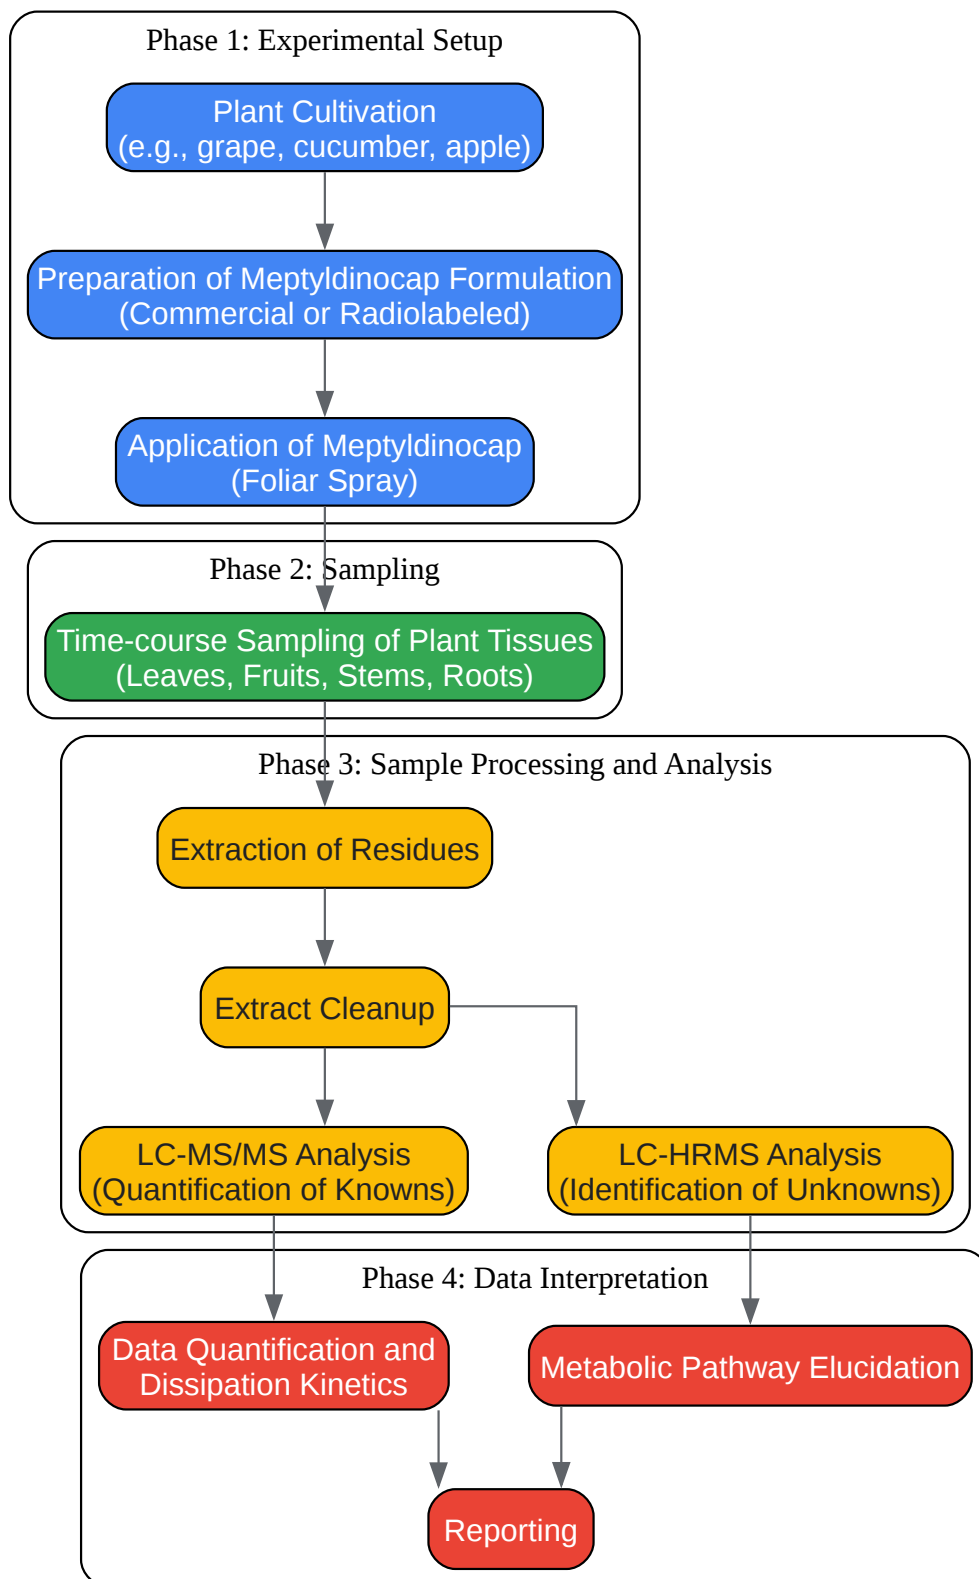 Phase 1: Experimental Setup
Plant Cultivation
(e.g., grape, cucumber, apple)
Preparation of Meptyldinocap Formulation
(Commercial or Radiolabeled)
Application of Meptyldinocap
(Foliar Spray)
Phase 2: Sampling
Time-course Sampling of Plant Tissues
(Leaves, Fruits, Stems, Roots)
Phase 3: Sample Processing and Analysis
Extraction of Residues
Extract Cleanup
LC-MS/MS Analysis
(Quantification of Knowns)
LC-HRMS Analysis
(Identification of Unknowns)
Phase 4: Data Interpretation
Data Quantification and
Dissipation Kinetics
Metabolic Pathway Elucidation
Reporting